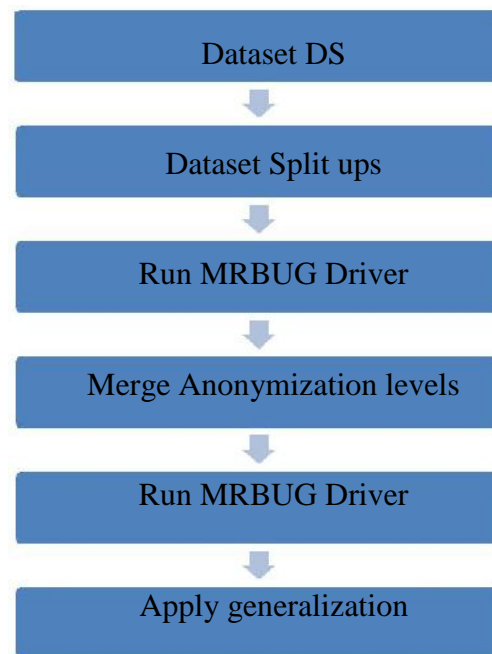 Dataset DS
Dataset Split ups
Run MRBUG Driver
Merge Anonymization levels
Run MRBUG Driver
Apply generalization